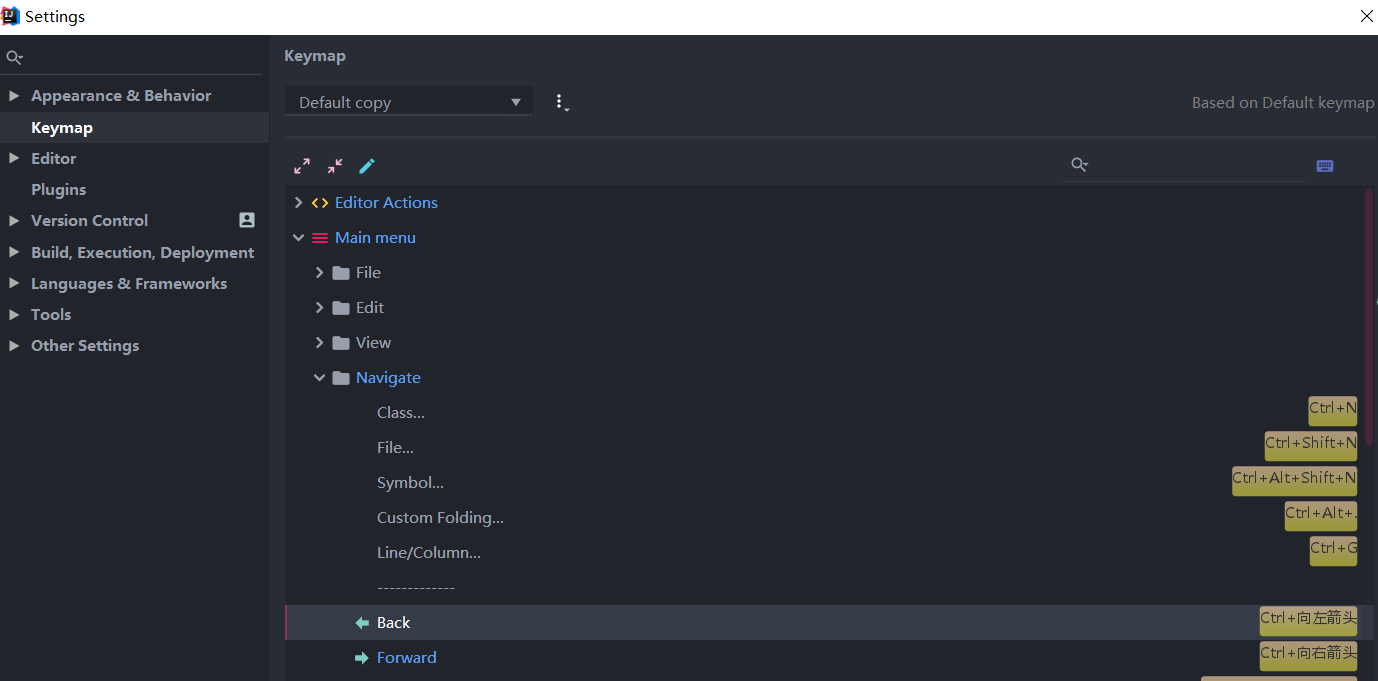 Settings
Keymap
Default copy
Based on Default keymap
Appearance & Behavior
Keymap
Editor
Plugins
Version Control
Build, Execution, Deployment
Languages & Frameworks
Tools
Other Settings
Editor Actions
Main menu
File
Edit
View
Navigate
Class... Ctrl+N
File... Ctrl+Shift+N
Symbol... Ctrl+Alt+Shift+N
Custom Folding... Ctrl+Alt+.
Line/Column... Ctrl+G
-------------
Back Ctrl+向左箭头
Forward Ctrl+向右箭头